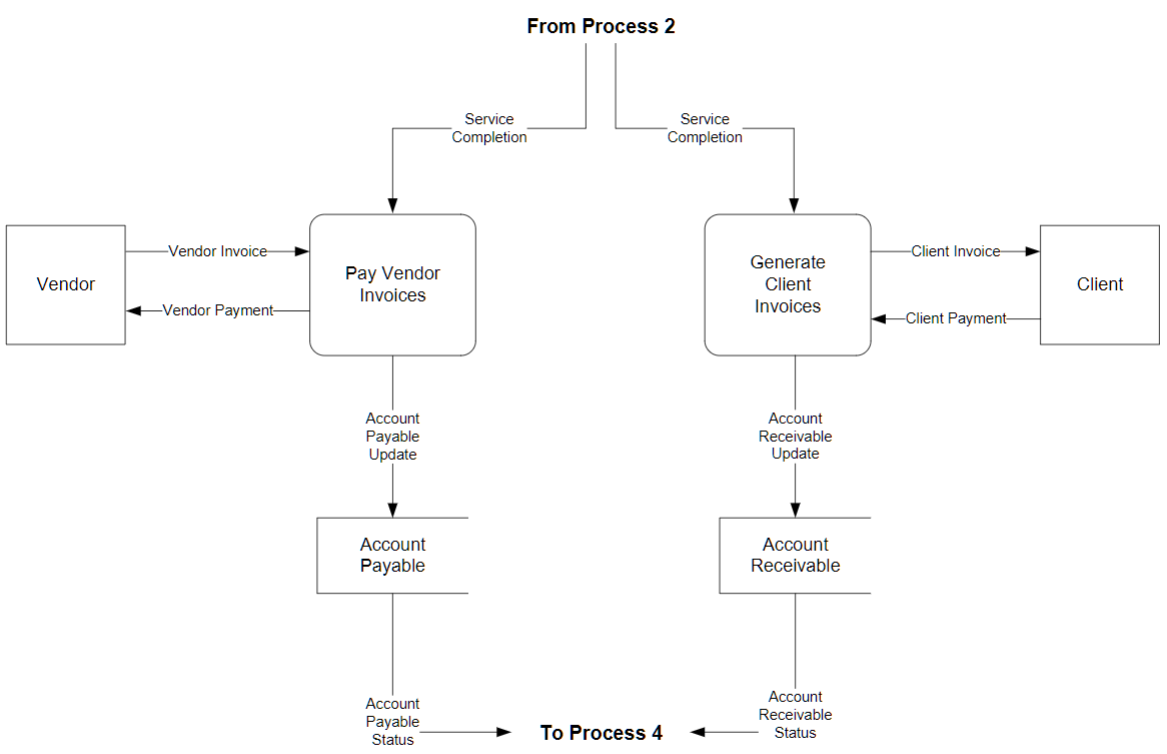 From Process 2
Service
Completion
Service
Completion
Vendor
Vendor Invoice
Vendor Payment
Pay Vendor
Invoices
Generate
Client
Invoices
Client Invoice
Client Payment
Client
Account
Payable
Update
Account
Receivable
Update
Account
Payable
Account
Receivable
Account
Payable
Status
To Process 4
Account
Receivable
Status